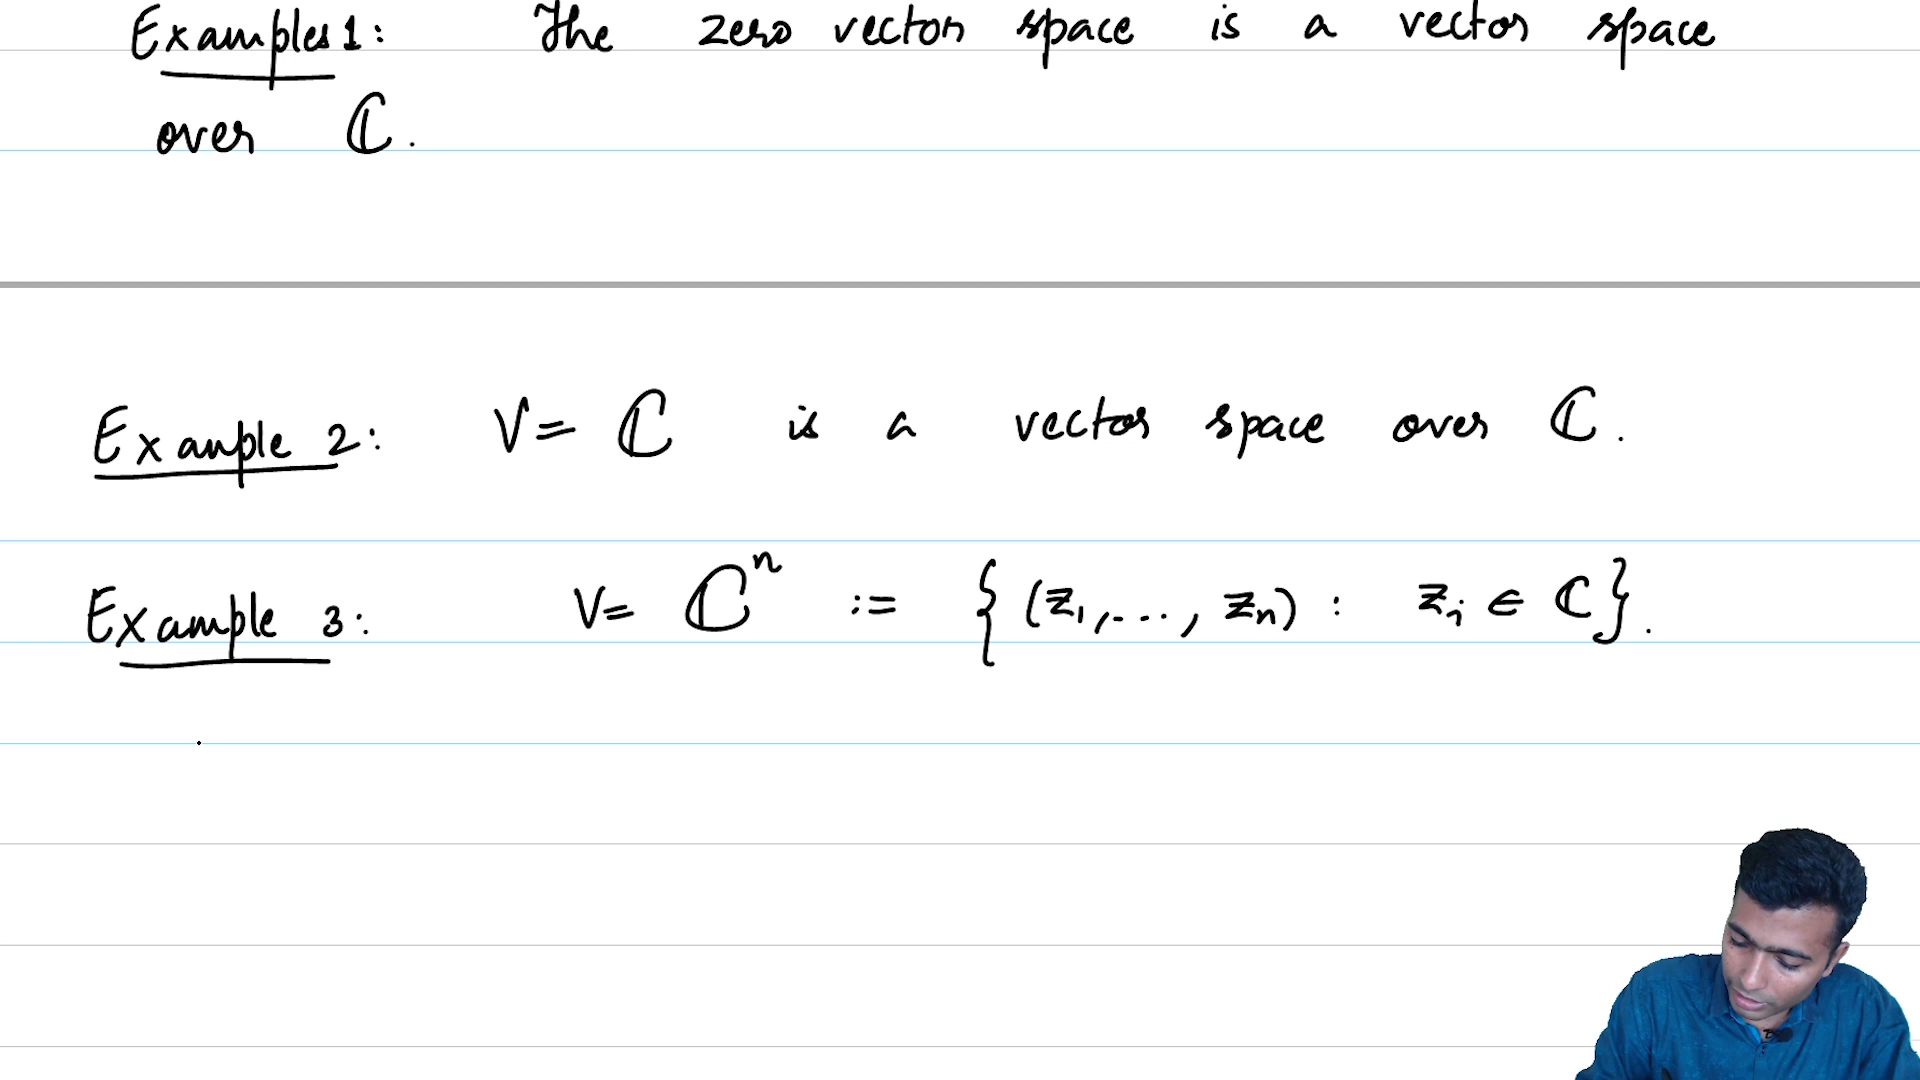 Examples 1: The zero vector space is a vector space
over ℂ.
Example 2: V = ℂ is a vector space over ℂ.
Example 3: V = ℂⁿ := {(z₁, ..., zₙ) : zᵢ ∈ ℂ}.